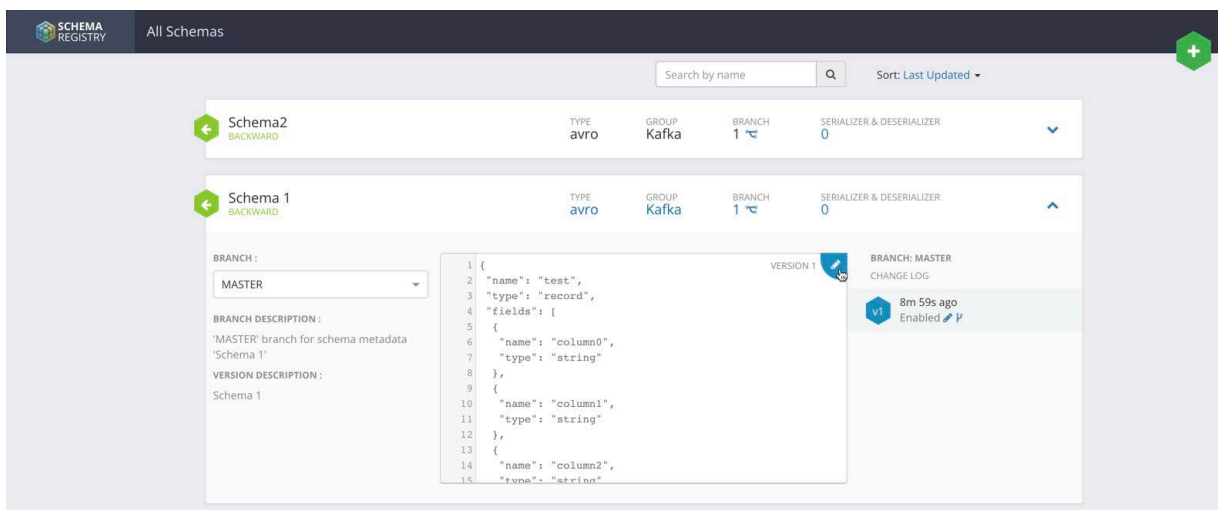 SCHEMA
REGISTRY
All Schemas
+
Search by name
Sort: Last Updated
Schema2
BACKWARD
TYPE
avro
GROUP
Kafka
BRANCH
1
SERIALIZER & DESERIALIZER
0
Schema 1
BACKWARD
TYPE
avro
GROUP
Kafka
BRANCH
1
SERIALIZER & DESERIALIZER
0
BRANCH :
MASTER
BRANCH DESCRIPTION :
'MASTER' branch for schema metadata
'Schema 1'
VERSION DESCRIPTION :
Schema 1
VERSION 1
1 {
2 "name": "test",
3 "type": "record",
4 "fields": [
5 {
6 "name": "column0",
7 "type": "string"
8 },
9 {
10 "name": "column1",
11 "type": "string"
12 },
13 {
14 "name": "column2",
15 "type": "string"
BRANCH: MASTER
CHANGE LOG
v1
8m 59s ago
Enabled